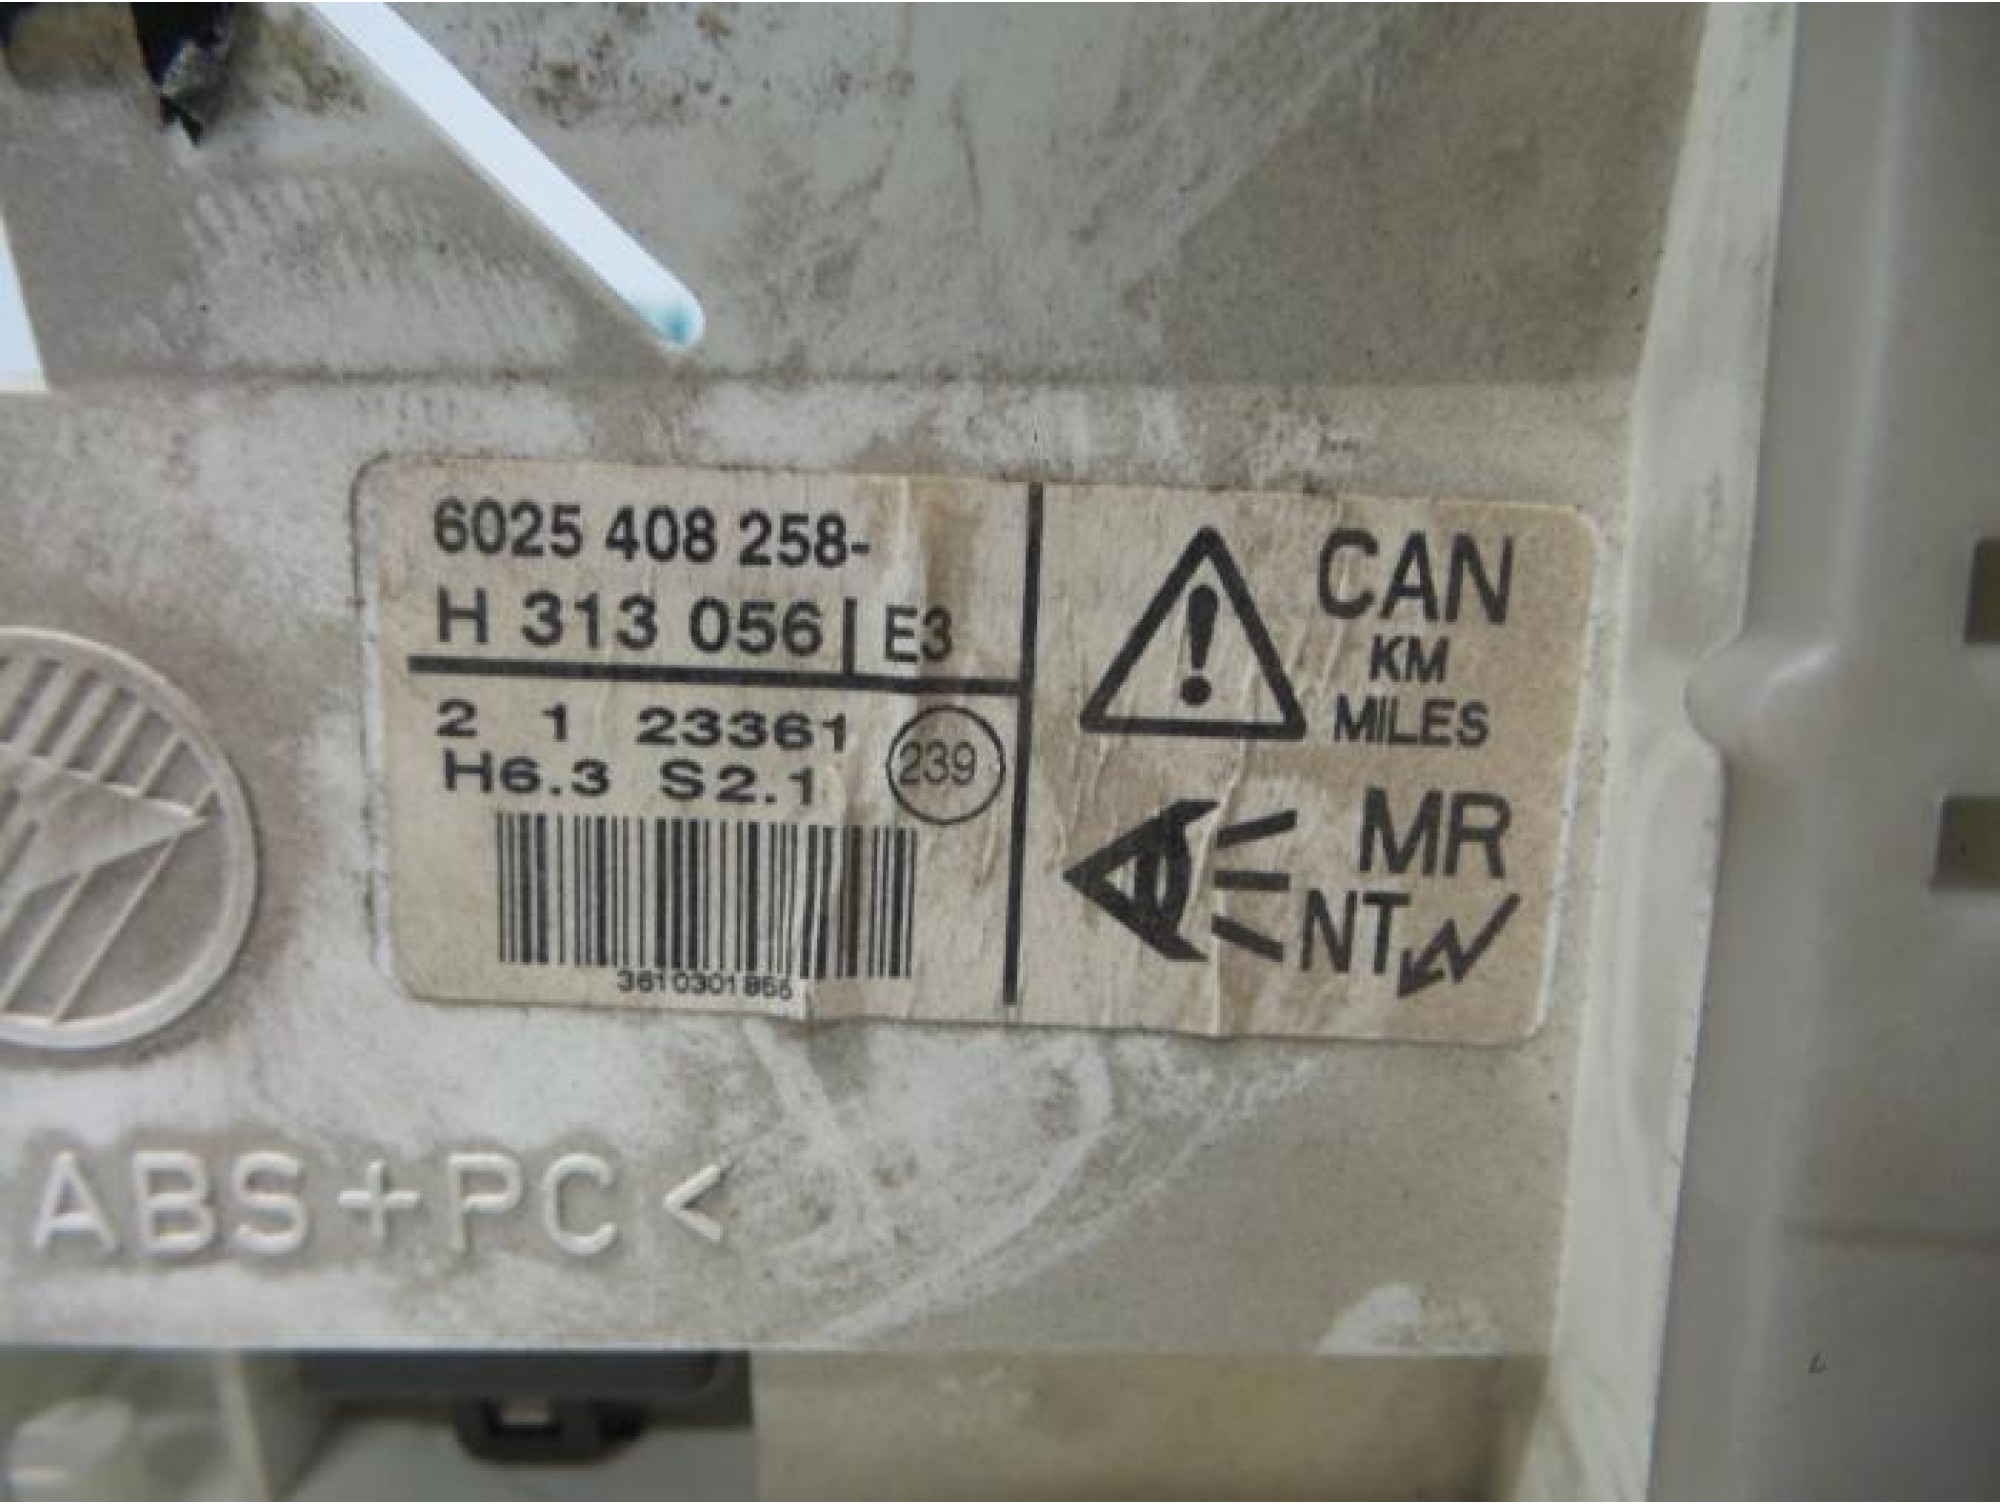 6025 408 258-
H 313 056 E3
2 1 23361
H6.3 S2.1 239
3610301856
CAN
KM
MILES
MR
NT
ABS+PC<